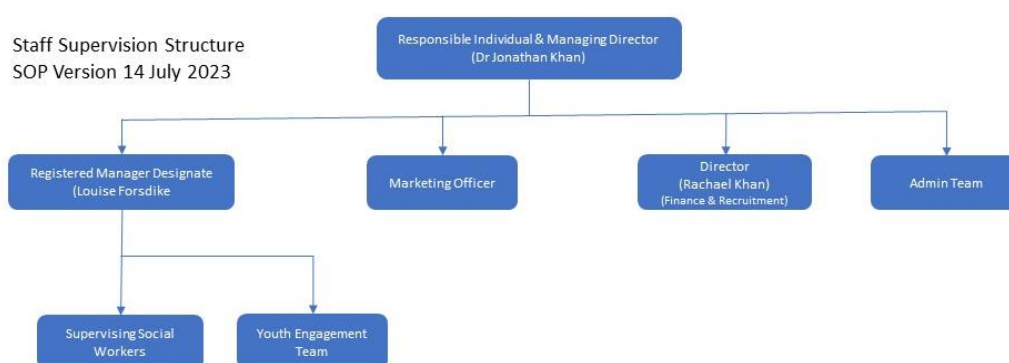 Staff Supervision Structure
SOP Version 14 July 2023
Responsible Individual & Managing Director
(Dr Jonathan Khan)
Registered Manager Designate
(Louise Forsdike
Marketing Officer
Director
(Rachael Khan)
(Finance & Recruitment)
Admin Team
Supervising Social
Workers
Youth Engagement
Team